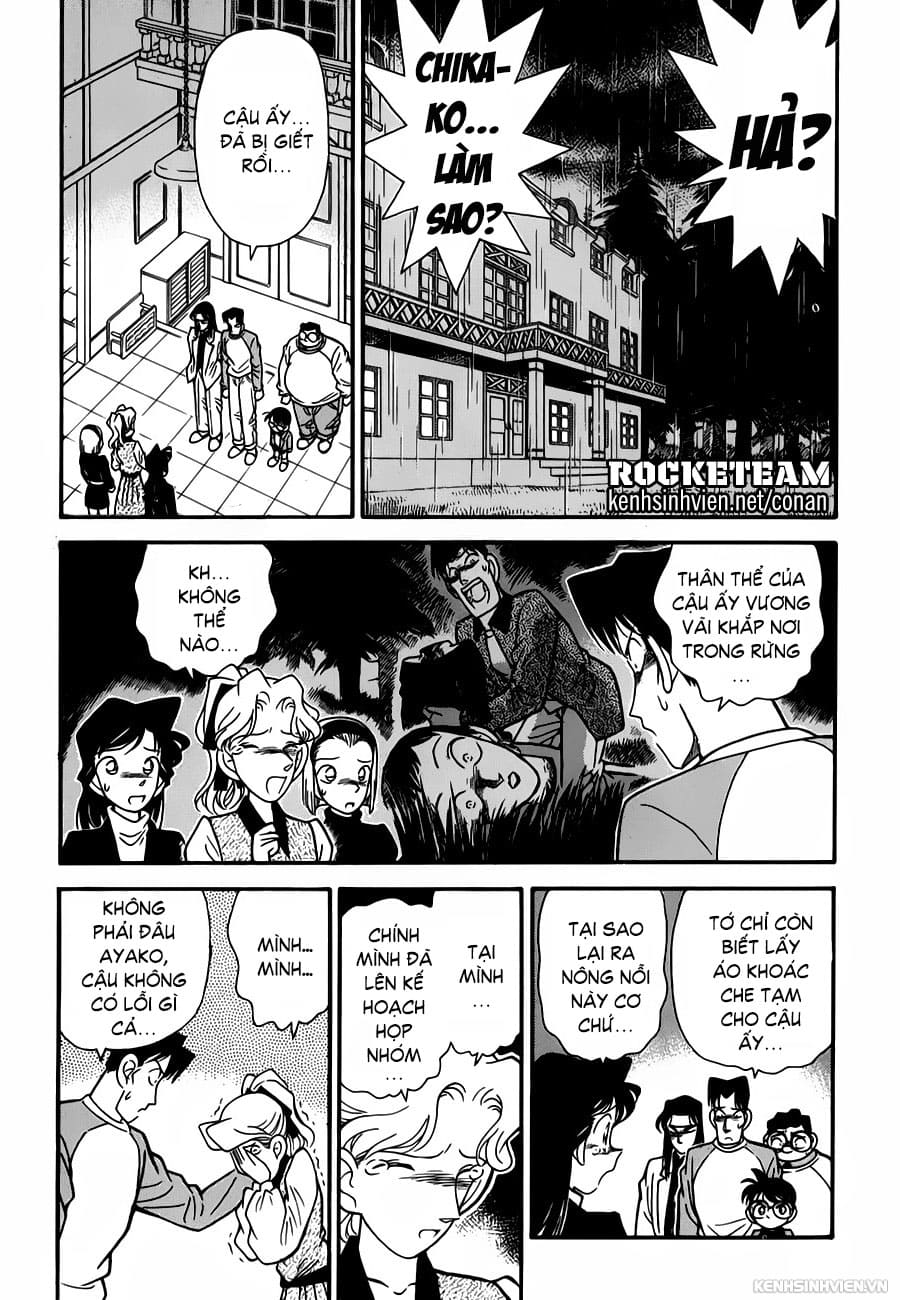 HẢ?
CHIKA-
KO...
LÀM
SAO?
CẬU ẤY...
ĐÃ BỊ GIẾT
RỒI...
ROCKETEAM
kenhsinhvien.net/conan
THÂN THỂ CỦA
CẬU ẤY VƯƠNG
VÃI KHẮP NƠI
TRONG RỪNG
...
KH...
KHÔNG
THỂ
NÀO...
TỚ CHỈ CÒN
BIẾT LẤY
ÁO KHOÁC
CHE TẠM
CHO CẬU
ẤY...
TẠI SAO
LẠI RA
NÔNG NỖI
NÀY CƠ
CHỨ...
TẠI
MÌNH
...
CHÍNH
MÌNH ĐÃ
LÊN KẾ
HOẠCH
HỌP
NHÓM
...
MÌNH...
MÌNH...
KHÔNG
PHẢI ĐÂU
AYAKO,
CẬU KHÔNG
CÓ LỖI GÌ
CẢ...
KENHSINHVIEN.VN